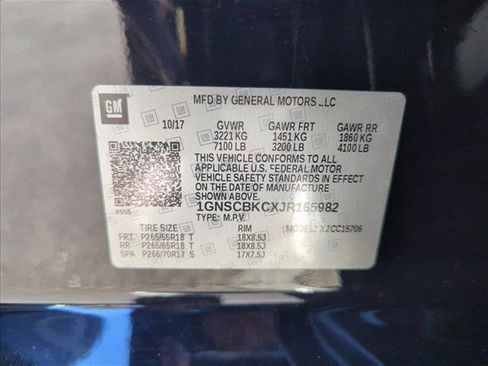 GM
MFD BY GENERAL MOTORS LLC
10/17 GVWR GAWR FRT GAWR RR
3221 KG 1451 KG 1860 KG
7100 LB 3200 LB 4100 LB
THIS VEHICLE CONFORMS TO ALL
APPLICABLE U.S. FEDERAL MOTOR
VEHICLE SAFETY AND THEFT
PREVENTION STANDARDS IN EFFECT
ON THE DATE OF MANUFACTURE
SHOWN ABOVE.
1GNSCBKCXJR165982
TYPE: M.P.V. MODEL: X2CC15706
TIRE SIZE RIM
FRT P265/65R18 T 18X8.5J
RR P265/65R18 T 18X8.5J
SPA P265/70R17 S 17X7.5J